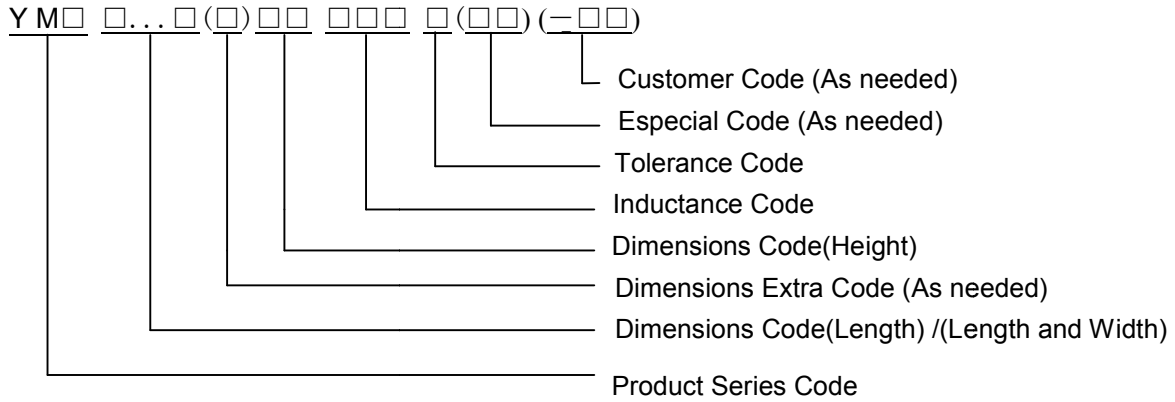 YM□ □...□(□)□□ □□□ □(□□)(－□□)
Customer Code (As needed)
Especial Code (As needed)
Tolerance Code
Inductance Code
Dimensions Code(Height)
Dimensions Extra Code (As needed)
Dimensions Code(Length) /(Length and Width)
Product Series Code